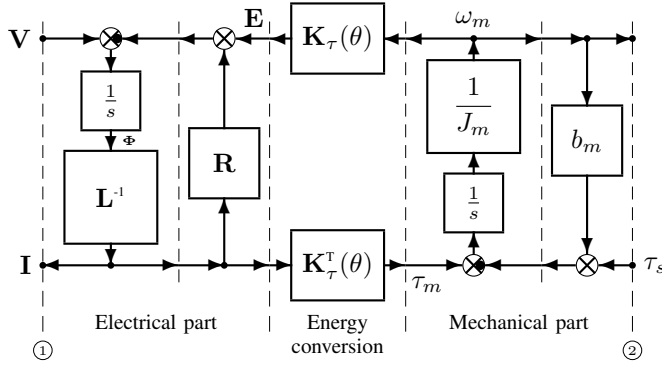 V
E
K_τ(θ)
ω_m
1/s
Φ
L⁻¹
R
1/J_m
1/s
b_m
I
K_τ^T(θ)
τ_m
τ_s
Electrical part
Energy
conversion
Mechanical part
①
②